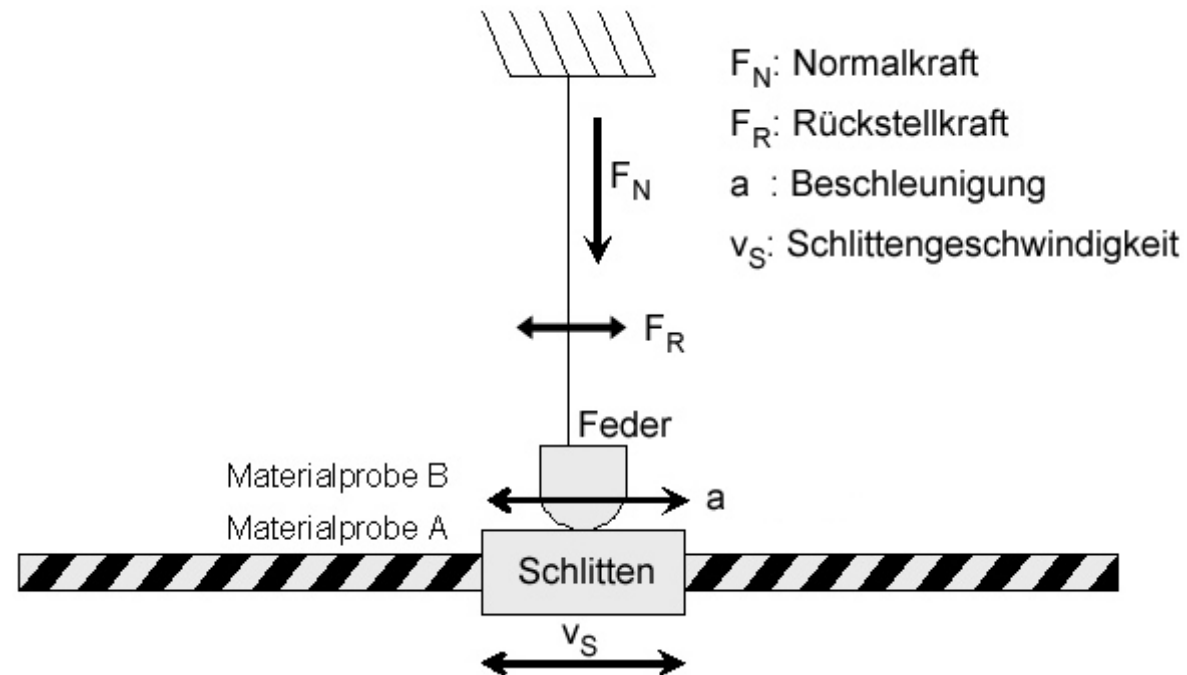 F_N: Normalkraft
F_R: Rückstellkraft
a : Beschleunigung
v_S: Schlittengeschwindigkeit
F_N
F_R
Feder
Materialprobe B
a
Materialprobe A
Schlitten
v_S